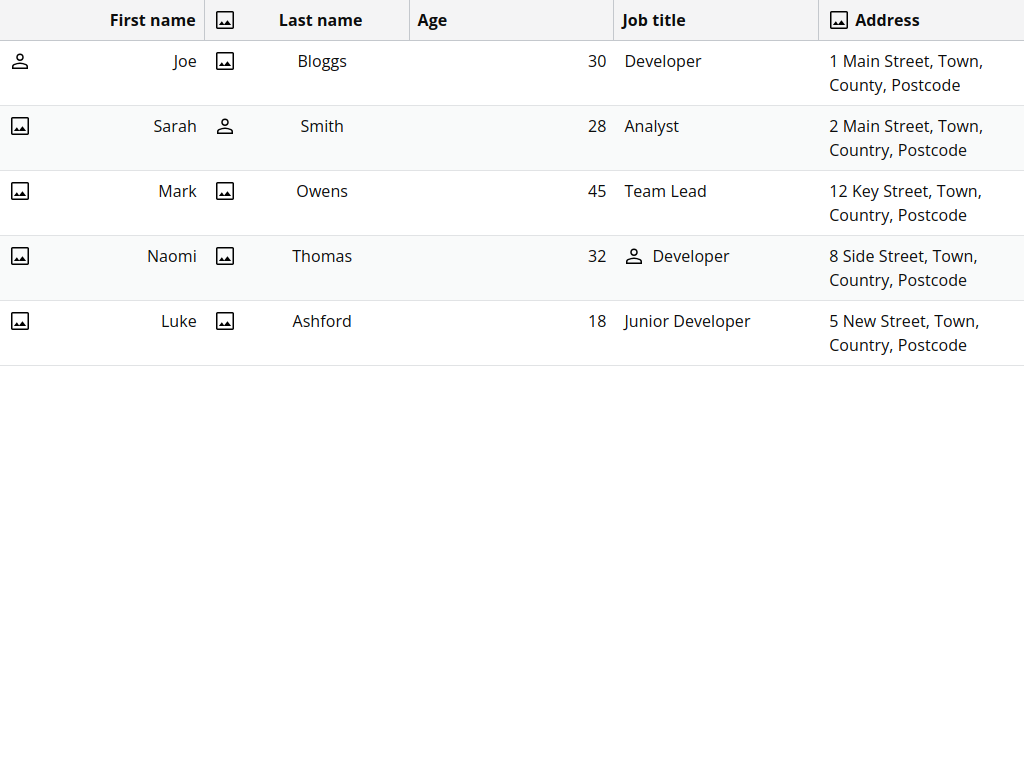 First name Last name Age Job title Address
Joe Bloggs 30 Developer 1 Main Street, Town,
County, Postcode
Sarah Smith 28 Analyst 2 Main Street, Town,
Country, Postcode
Mark Owens 45 Team Lead 12 Key Street, Town,
Country, Postcode
Naomi Thomas 32 Developer 8 Side Street, Town,
Country, Postcode
Luke Ashford 18 Junior Developer 5 New Street, Town,
Country, Postcode